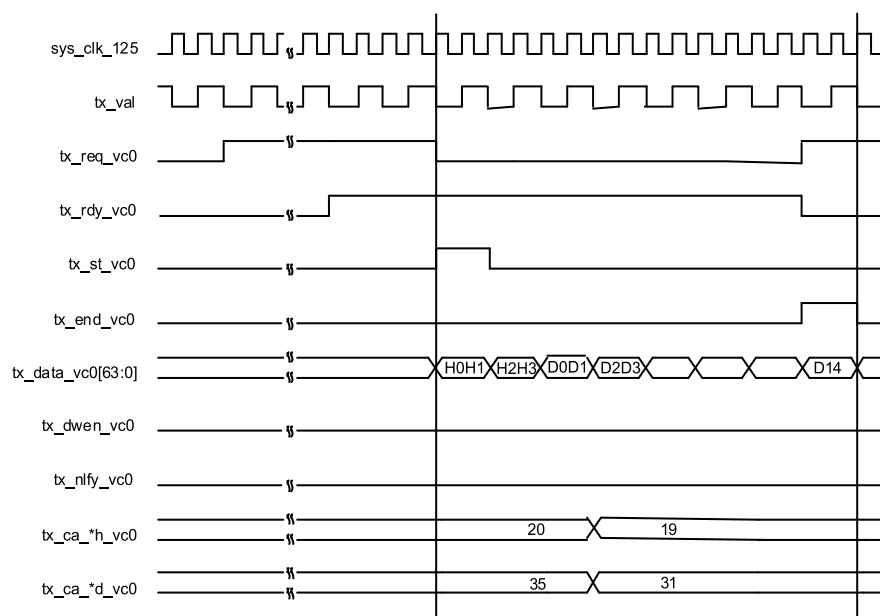 sys_clk_125
tx_val
tx_req_vc0
tx_rdy_vc0
tx_st_vc0
tx_end_vc0
tx_data_vc0[63:0] H0H1 H2H3 D0D1 D2D3 D14
tx_dwen_vc0
tx_nlfy_vc0
tx_ca_*h_vc0 20 19
tx_ca_*d_vc0 35 31